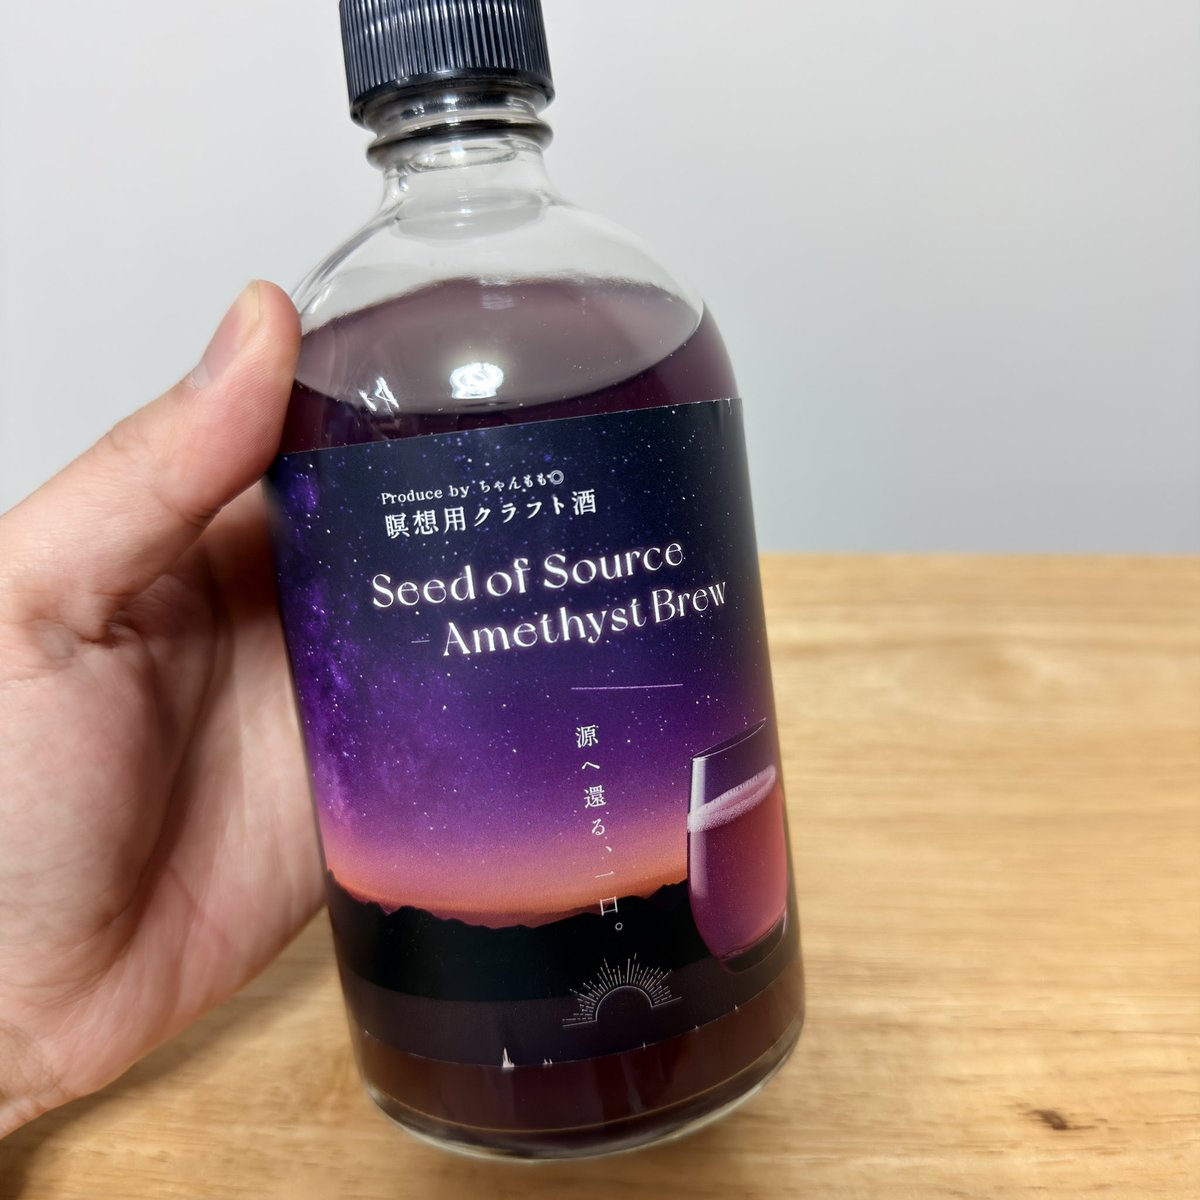 Produce by ちゃんもも◎
瞑想用クラフト酒
Seed of Source
– Amethyst Brew
源へ還る、一口。